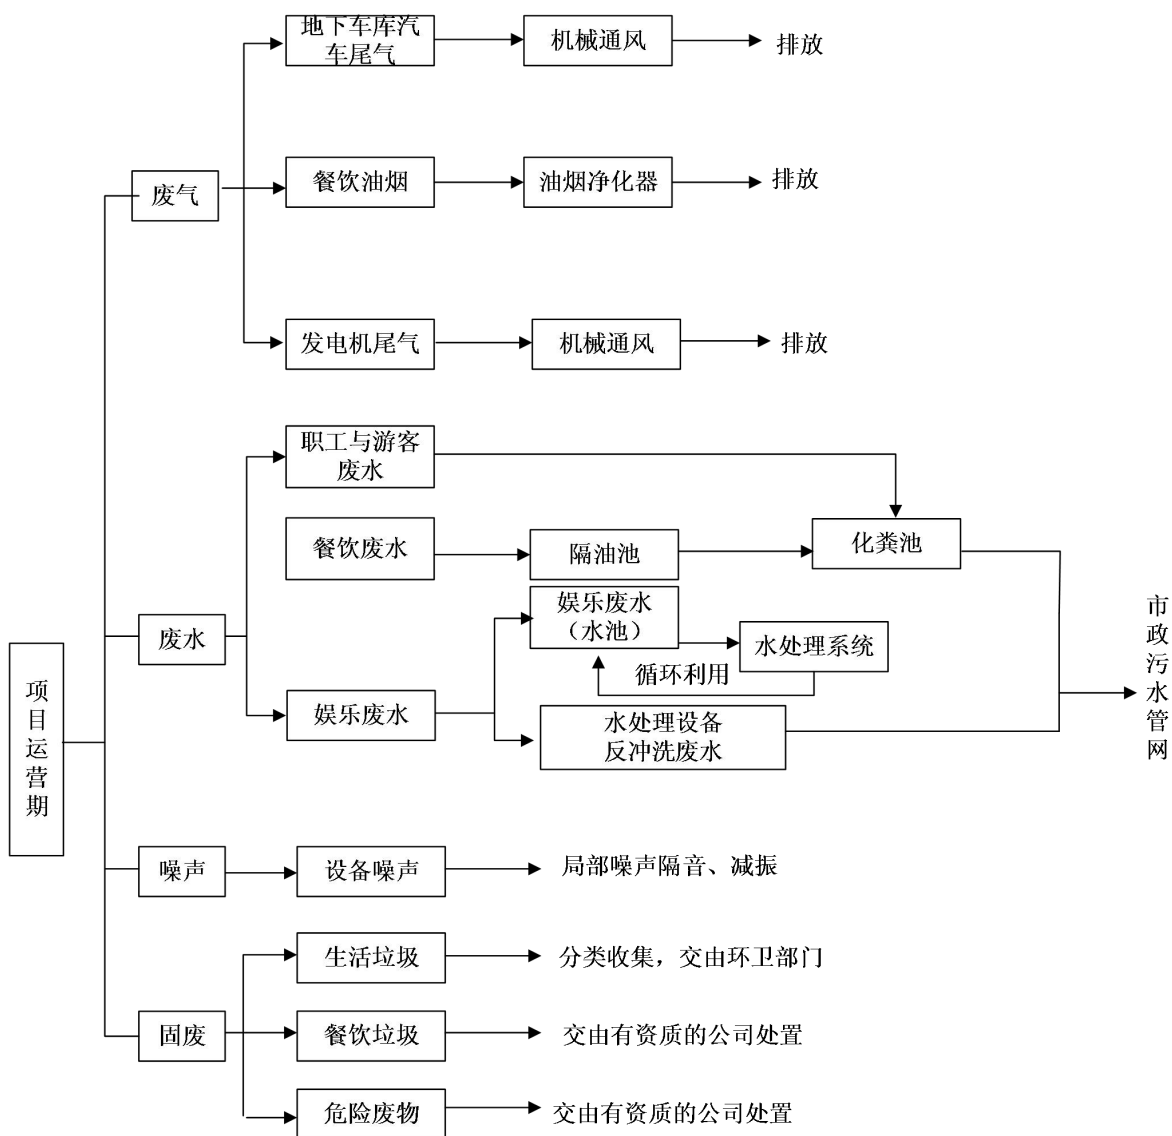 地下车库汽
车尾气
机械通风
排放
废气
餐饮油烟
油烟净化器
排放
发电机尾气
机械通风
排放
职工与游客
废水
餐饮废水
隔油池
化粪池
废水
娱乐废水
（水池）
水处理系统
循环利用
娱乐废水
水处理设备
反冲洗废水
市政污水管网
项目运营期
噪声
设备噪声
局部噪声隔音、减振
生活垃圾
分类收集，交由环卫部门
固废
餐饮垃圾
交由有资质的公司处置
危险废物
交由有资质的公司处置